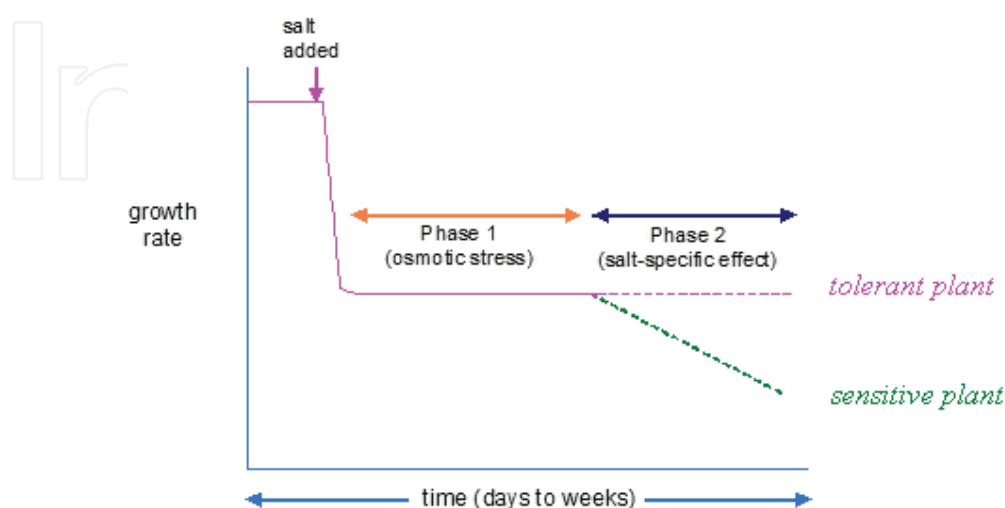 In
salt
added
growth
rate
Phase 1
(osmotic stress)
Phase 2
(salt-specific effect)
tolerant plant
sensitive plant
time (days to weeks)